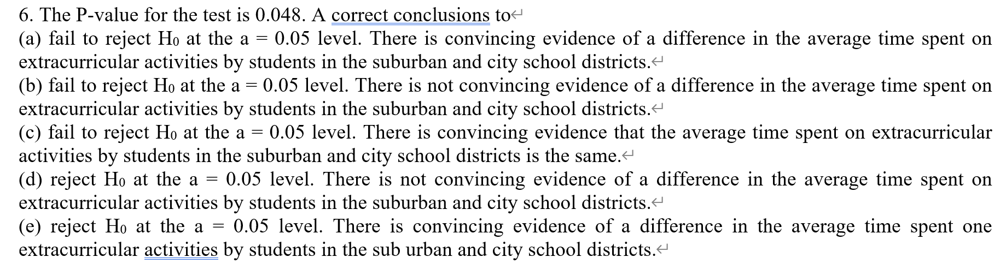 6. The P-value for the test is 0.048. A correct conclusions to↵
(a) fail to reject H₀ at the a = 0.05 level. There is convincing evidence of a difference in the average time spent on
extracurricular activities by students in the suburban and city school districts.↵
(b) fail to reject H₀ at the a = 0.05 level. There is not convincing evidence of a difference in the average time spent on
extracurricular activities by students in the suburban and city school districts.↵
(c) fail to reject H₀ at the a = 0.05 level. There is convincing evidence that the average time spent on extracurricular
activities by students in the suburban and city school districts is the same.↵
(d) reject H₀ at the a = 0.05 level. There is not convincing evidence of a difference in the average time spent on
extracurricular activities by students in the suburban and city school districts.↵
(e) reject H₀ at the a = 0.05 level. There is convincing evidence of a difference in the average time spent one
extracurricular activities by students in the sub urban and city school districts.↵